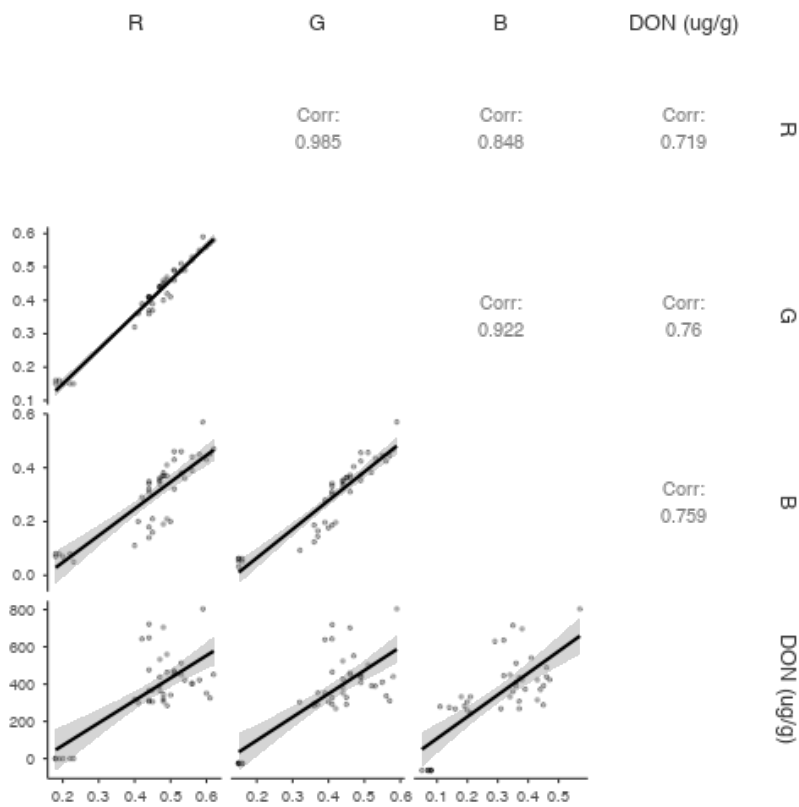 R G B DON (ug/g)
Corr: Corr: Corr:
0.985 0.848 0.719
R
0.6
0.5
0.4
0.3
0.2
0.1
Corr: Corr:
0.922 0.76
G
0.6
0.4
0.2
0.0
Corr:
0.759
B
800
600
400
200
0
DON (ug/g)
0.2 0.3 0.4 0.5 0.6 0.2 0.3 0.4 0.5 0.6 0.1 0.2 0.3 0.4 0.5